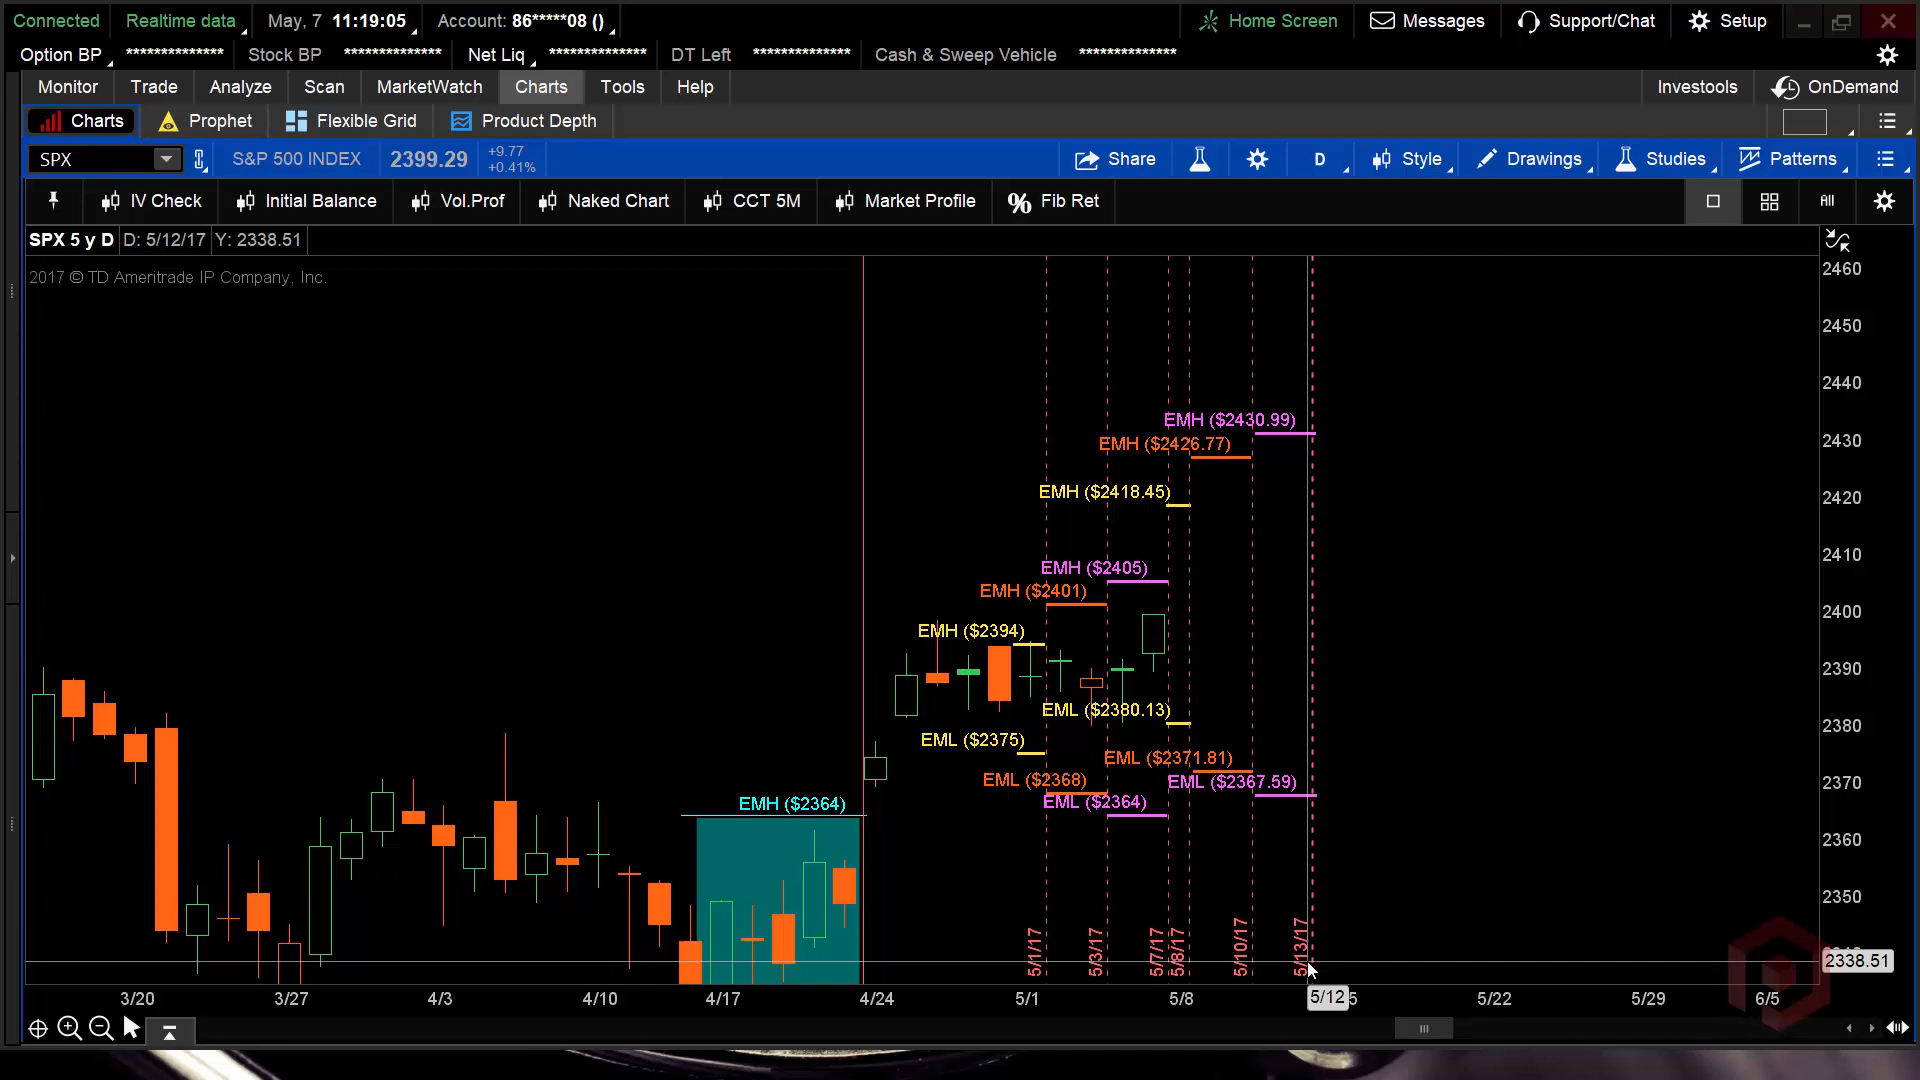 Connected Realtime data May, 7 11:19:05 Account: 86*****08 () Home Screen Messages Support/Chat Setup
Option BP ************** Stock BP ************** Net Liq ************** DT Left ************** Cash & Sweep Vehicle **************
Monitor Trade Analyze Scan MarketWatch Charts Tools Help Investools OnDemand
Charts Prophet Flexible Grid Product Depth
SPX S&P 500 INDEX 2399.29 +9.77 +0.41% Share D Style Drawings Studies Patterns
IV Check Initial Balance Vol.Prof Naked Chart CCT 5M Market Profile % Fib Ret All
SPX 5 y D D: 5/12/17 Y: 2338.51
2017 © TD Ameritrade IP Company, Inc.
2460
2450
2440
EMH ($2430.99)
2430
EMH ($2426.77)
EMH ($2418.45)
2420
2410
EMH ($2405)
EMH ($2401)
2400
EMH ($2394)
2390
EML ($2380.13)
2380
EML ($2375)
EML ($2371.81)
EML ($2368)
EML ($2367.59)
2370
EML ($2364)
EMH ($2364)
2360
2350
5/1/17 5/3/17 5/7/17 5/8/17 5/10/17 5/13/17
2338.51
3/20 3/27 4/3 4/10 4/17 4/24 5/1 5/8 5/12 5 5/22 5/29 6/5